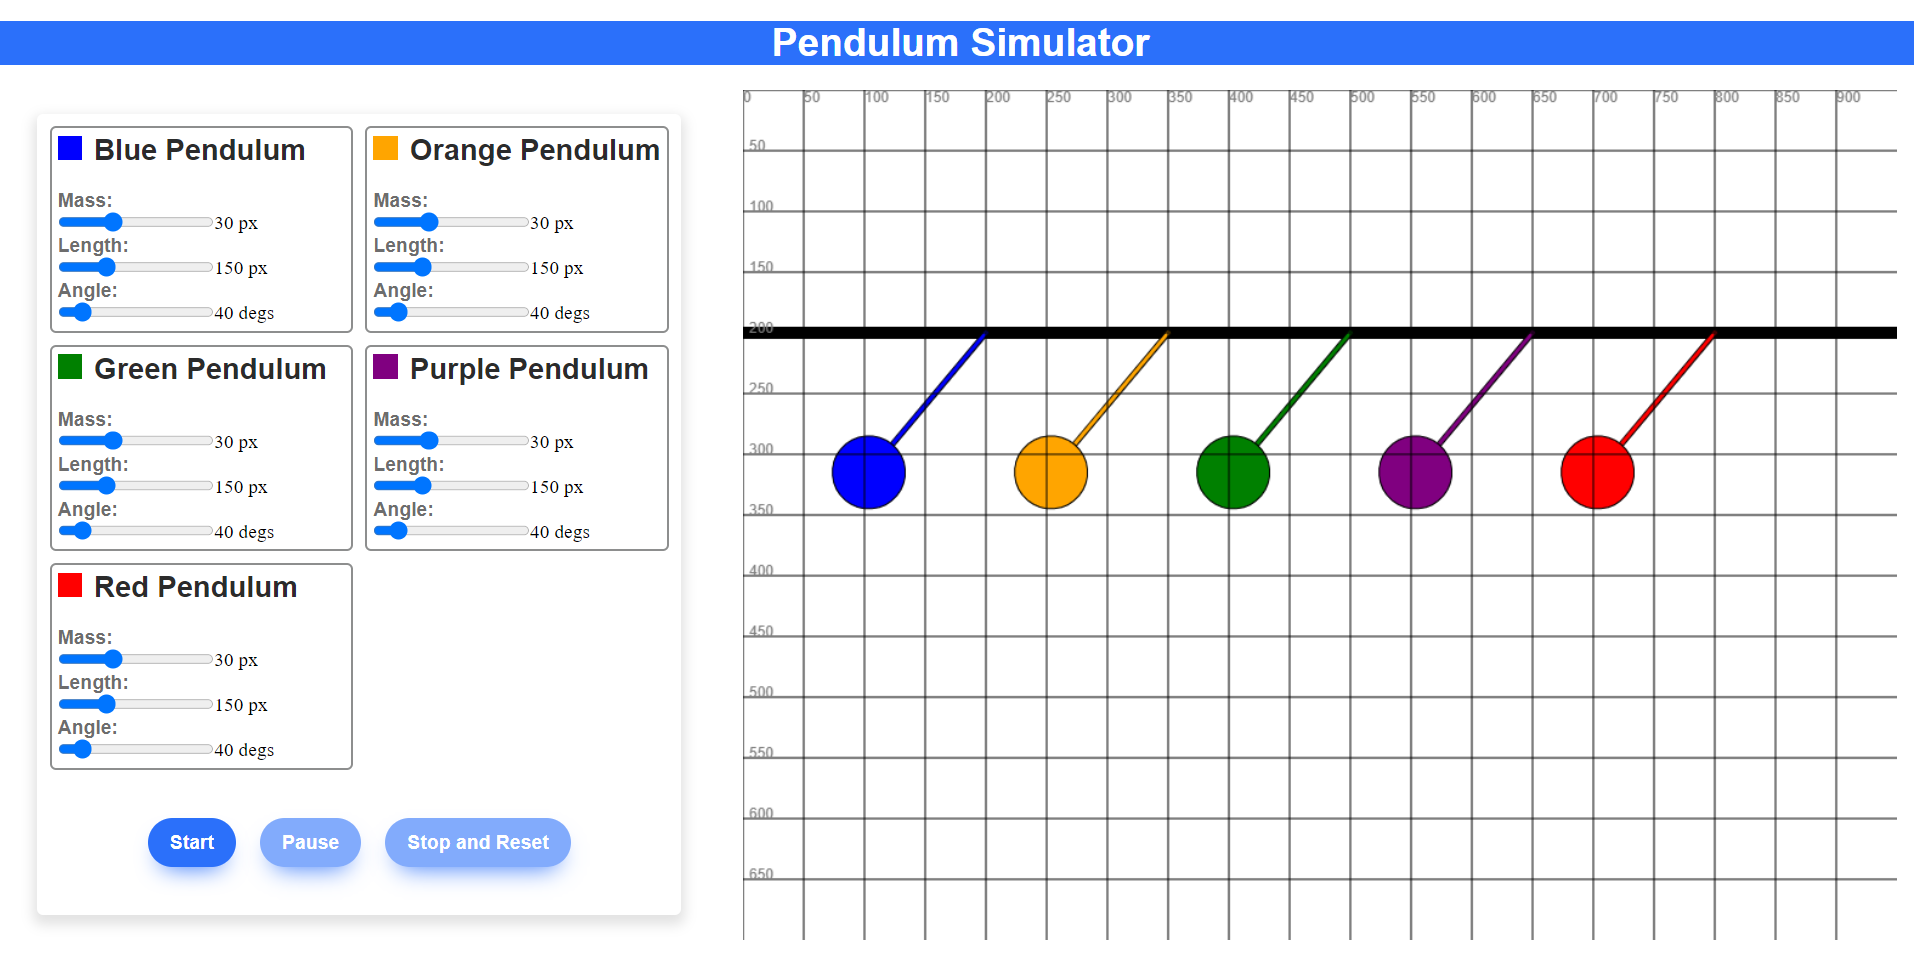 Pendulum Simulator
Blue Pendulum
Mass:
30 px
Length:
150 px
Angle:
40 degs
Orange Pendulum
Mass:
30 px
Length:
150 px
Angle:
40 degs
Green Pendulum
Mass:
30 px
Length:
150 px
Angle:
40 degs
Purple Pendulum
Mass:
30 px
Length:
150 px
Angle:
40 degs
Red Pendulum
Mass:
30 px
Length:
150 px
Angle:
40 degs
Start Pause Stop and Reset
0 50 100 150 200 250 300 350 400 450 500 550 600 650 700 750 800 850 900
50
100
150
200
250
300
350
400
450
500
550
600
650